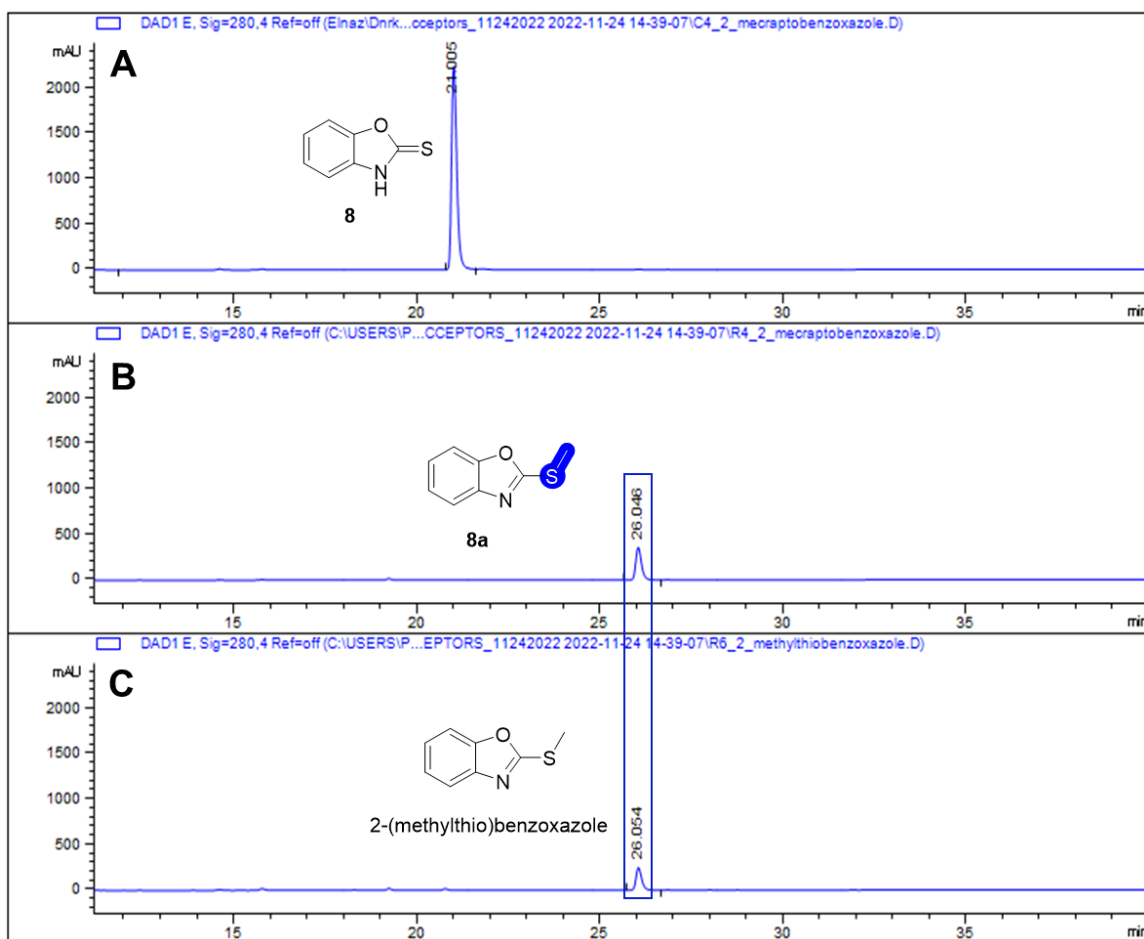 DAD1 E, Sig=280,4 Ref=off (Elnaz\Dnrk...cceptors_11242022 2022-11-24 14-39-07\C4_2_mecraptobenzoxazole.D)
mAU
A
21.005
2000
1500
1000
500
0
O
S
N
H
8
15 20 25 30 35 min
DAD1 E, Sig=280,4 Ref=off (C:\USERS\P...CCEPTORS_11242022 2022-11-24 14-39-07\R4_2_mecraptobenzoxazole.D)
mAU
B
2000
1500
1000
500
0
O
S
N
8a
26.046
15 20 25 30 35 min
DAD1 E, Sig=280,4 Ref=off (C:\USERS\P...EPTORS_11242022 2022-11-24 14-39-07\R6_2_methylthiobenzoxazole.D)
mAU
C
2000
1500
1000
500
0
O
S
N
2-(methylthio)benzoxazole
26.054
15 20 25 30 35 min